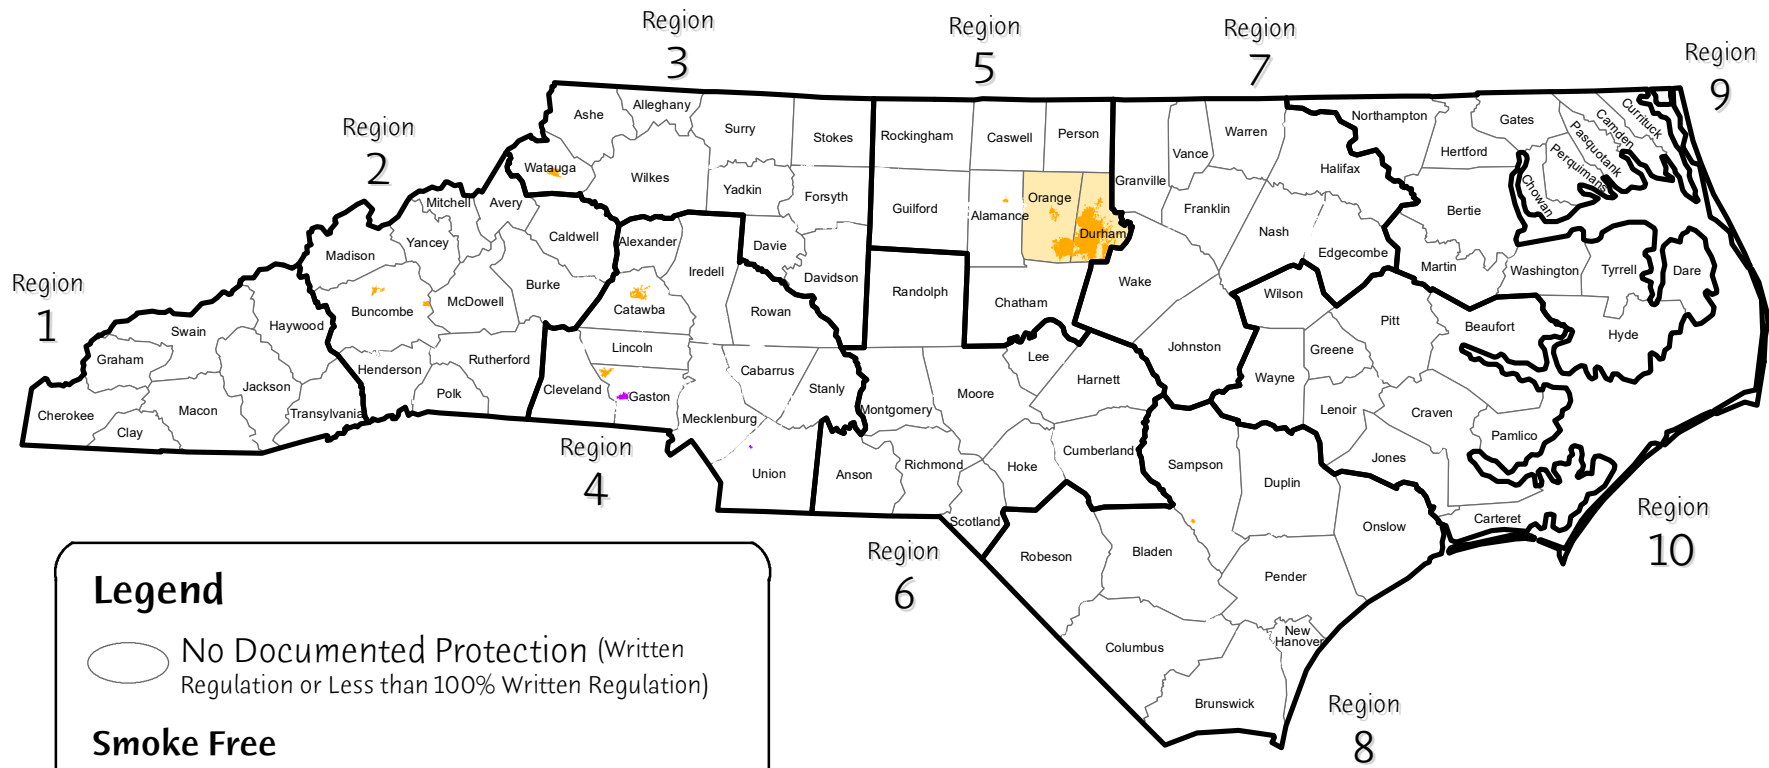 Region
3
Region
5
Region
7
Region
9
Region
2
Region
1
Ashe
Alleghany
Surry
Stokes
Rockingham
Caswell
Person
Vance
Warren
Northampton
Gates
Currituck
Camden
Pasquotank
Perquimans
Chowan
Hertford
Halifax
Watauga
Wilkes
Yadkin
Forsyth
Guilford
Alamance
Orange
Durham
Granville
Franklin
Nash
Edgecombe
Bertie
Martin
Washington
Tyrrell
Dare
Mitchell
Avery
Yancey
Caldwell
Alexander
Iredell
Davie
Davidson
Madison
Buncombe
McDowell
Burke
Catawba
Rowan
Randolph
Chatham
Wake
Wilson
Pitt
Beaufort
Hyde
Swain
Haywood
Graham
Jackson
Cherokee
Macon
Clay
Transylvania
Henderson
Rutherford
Polk
Cleveland
Lincoln
Gaston
Cabarrus
Stanly
Mecklenburg
Union
Montgomery
Moore
Lee
Harnett
Johnston
Wayne
Greene
Lenoir
Craven
Pamlico
Jones
Carteret
Anson
Richmond
Hoke
Cumberland
Scotland
Sampson
Duplin
Onslow
Robeson
Bladen
Pender
Columbus
New
Hanover
Brunswick
Region
4
Region
6
Region
8
Region
10
Legend
No Documented Protection (Written
Regulation or Less than 100% Written Regulation)
Smoke Free